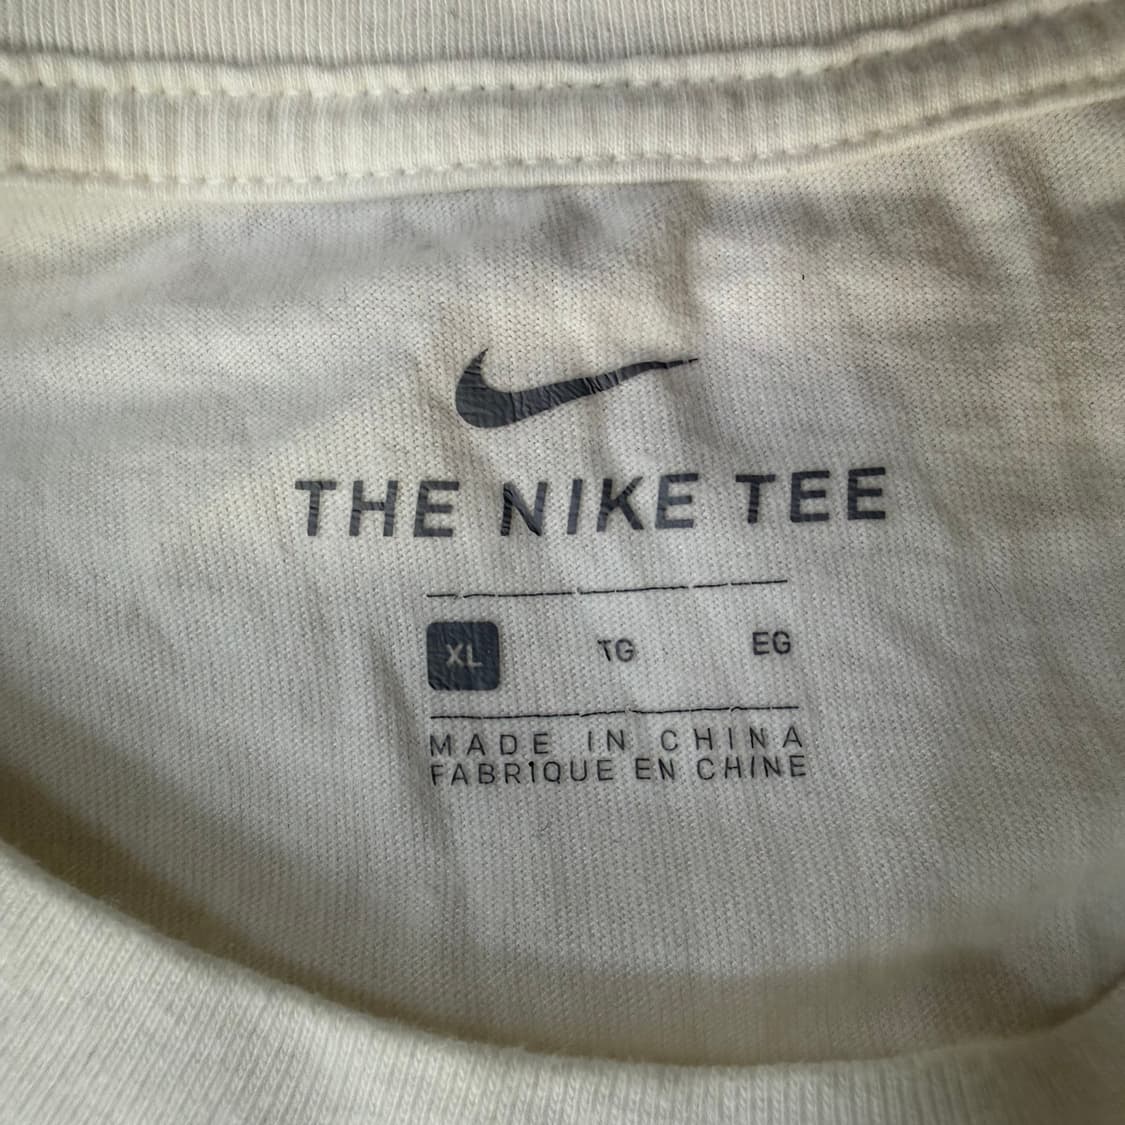 THE NIKE TEE
XL TG EG
MADE IN CHINA
FABRIQUE EN CHINE